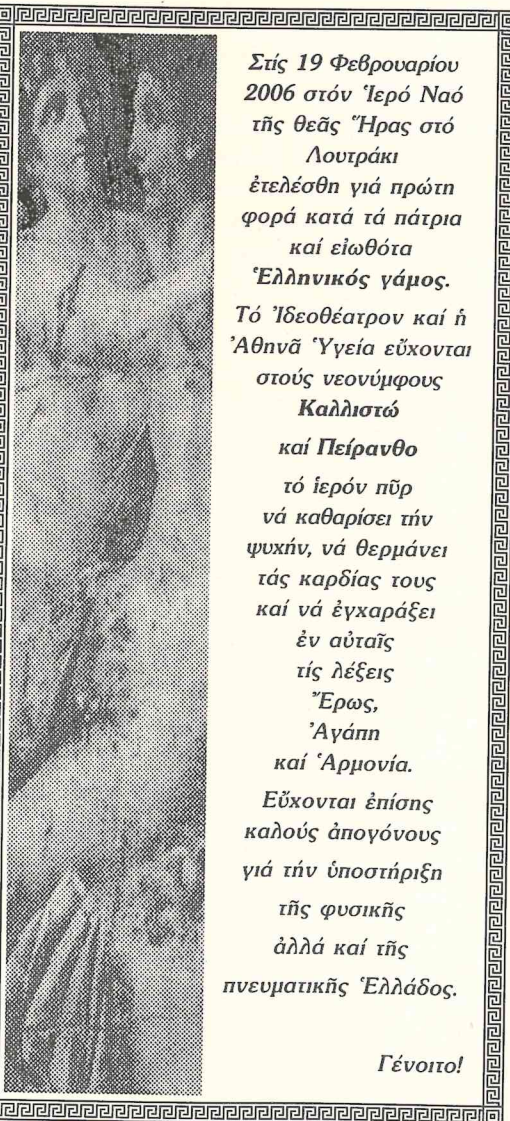 Στίς 19 Φεβρουαρίου
2006 στόν Ἱερό Ναό
τῆς θεᾶς Ἥρας στό
Λουτράκι
ἐτελέσθη γιά πρώτη
φορά κατά τά πάτρια
καί εἰωθότα
Ἑλληνικός γάμος.
Τό Ἰδεοθέατρον καί ἡ
Ἀθηνᾶ Ὑγεία εὔχονται
στούς νεονύμφους
Καλλιστώ
καί Πείρανθο
τό ἱερόν πῦρ
νά καθαρίσει τήν
ψυχήν, νά θερμάνει
τάς καρδίας τους
καί νά ἐγχαράξει
ἐν αὐταῖς
τίς λέξεις
Ἔρως,
Ἀγάπη
καί Ἁρμονία.
Εὔχονται ἐπίσης
καλούς ἀπογόνους
γιά τήν ὑποστήριξη
τῆς φυσικῆς
ἀλλά καί τῆς
πνευματικῆς Ἑλλάδος.
Γένοιτο!